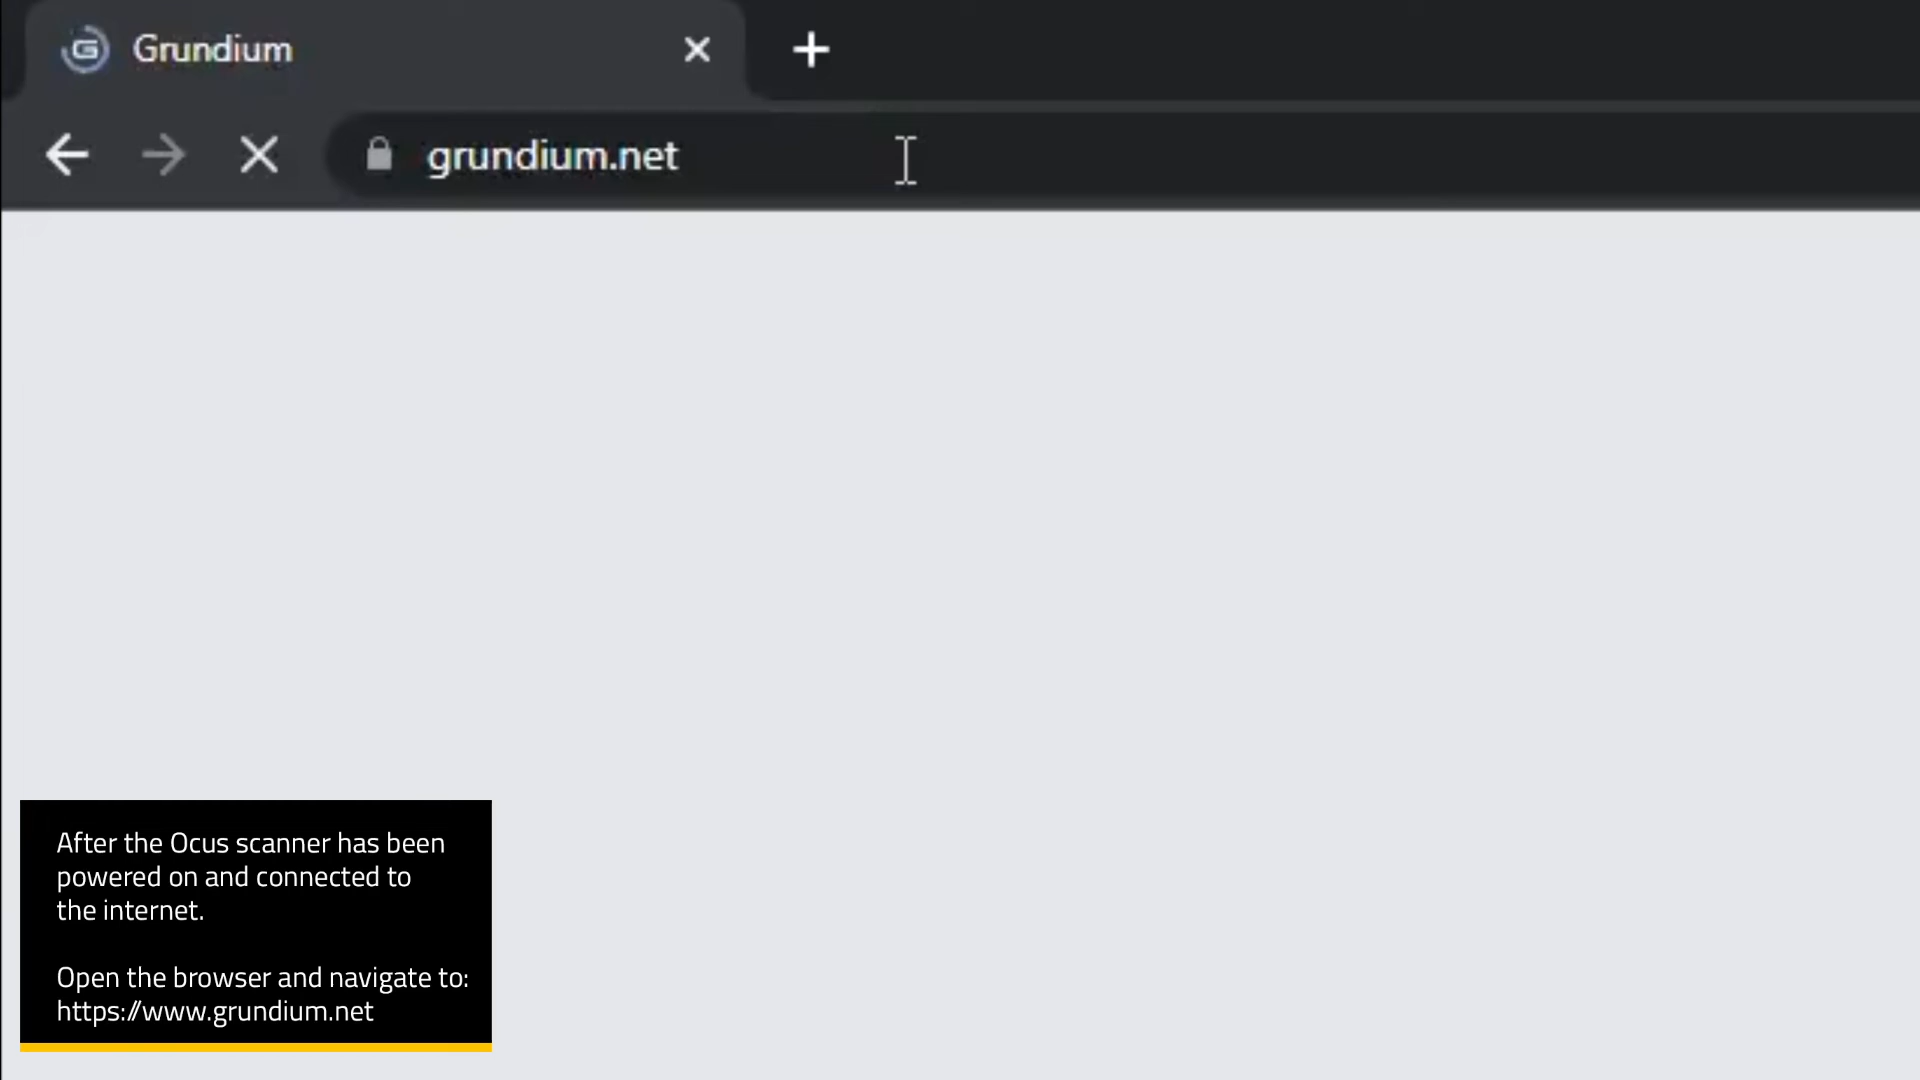 Grundium
grundium.net
After the Ocus scanner has been
powered on and connected to
the internet.
Open the browser and navigate to:
https://www.grundium.net